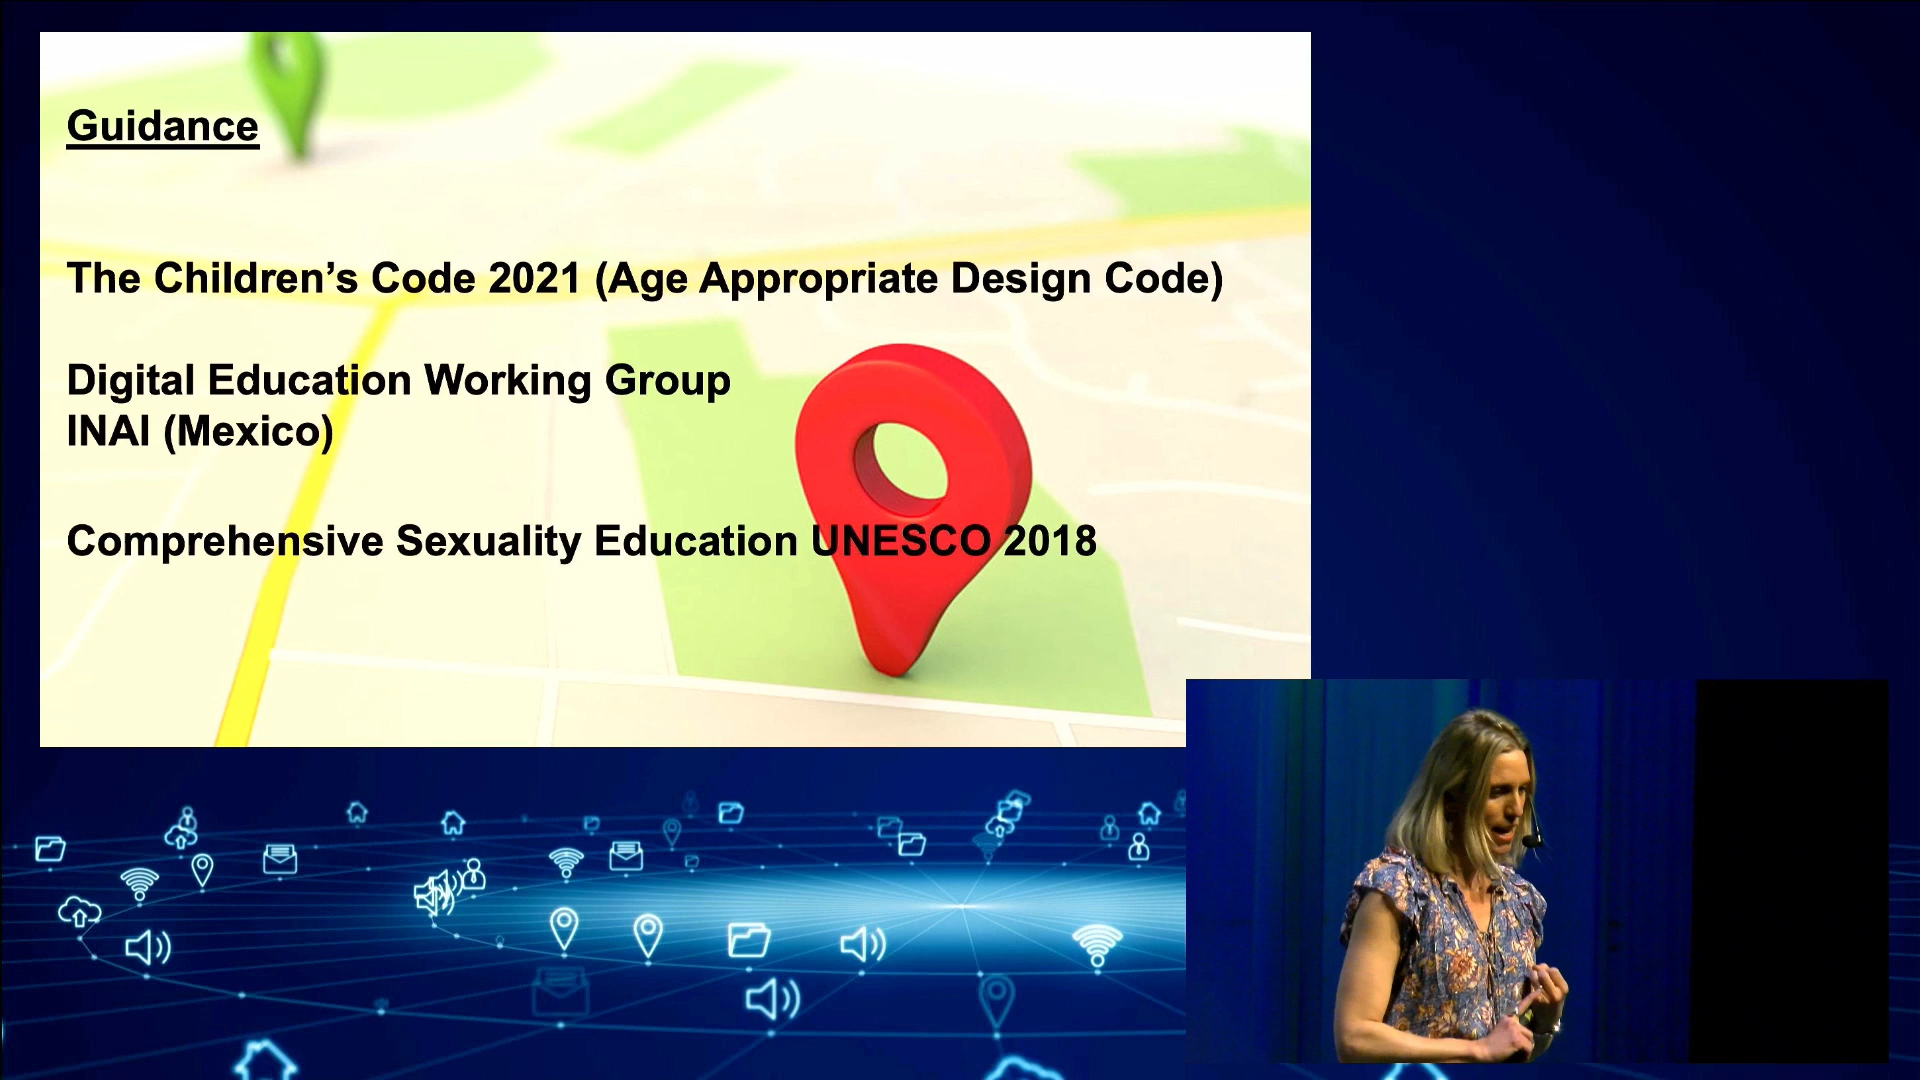 Guidance
The Children’s Code 2021 (Age Appropriate Design Code)
Digital Education Working Group
INAI (Mexico)
Comprehensive Sexuality Education UNESCO 2018